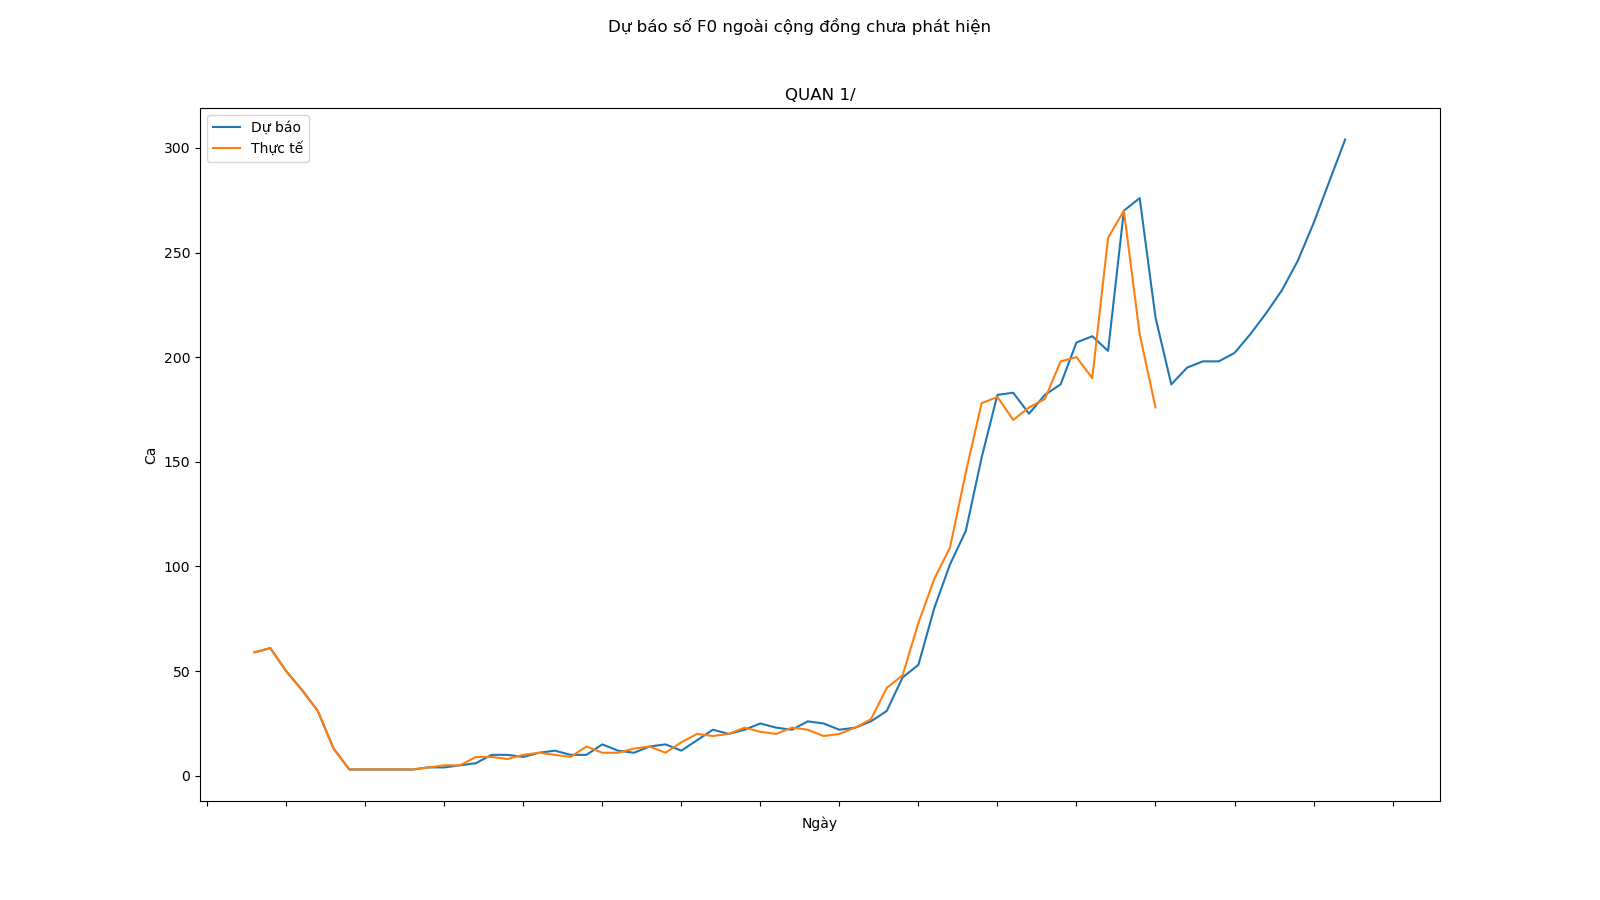 Dự báo số F0 ngoài cộng đồng chưa phát hiện
QUAN 1/
Dự báo
Thực tế
300
250
200
150
100
50
0
Ca
Ngày